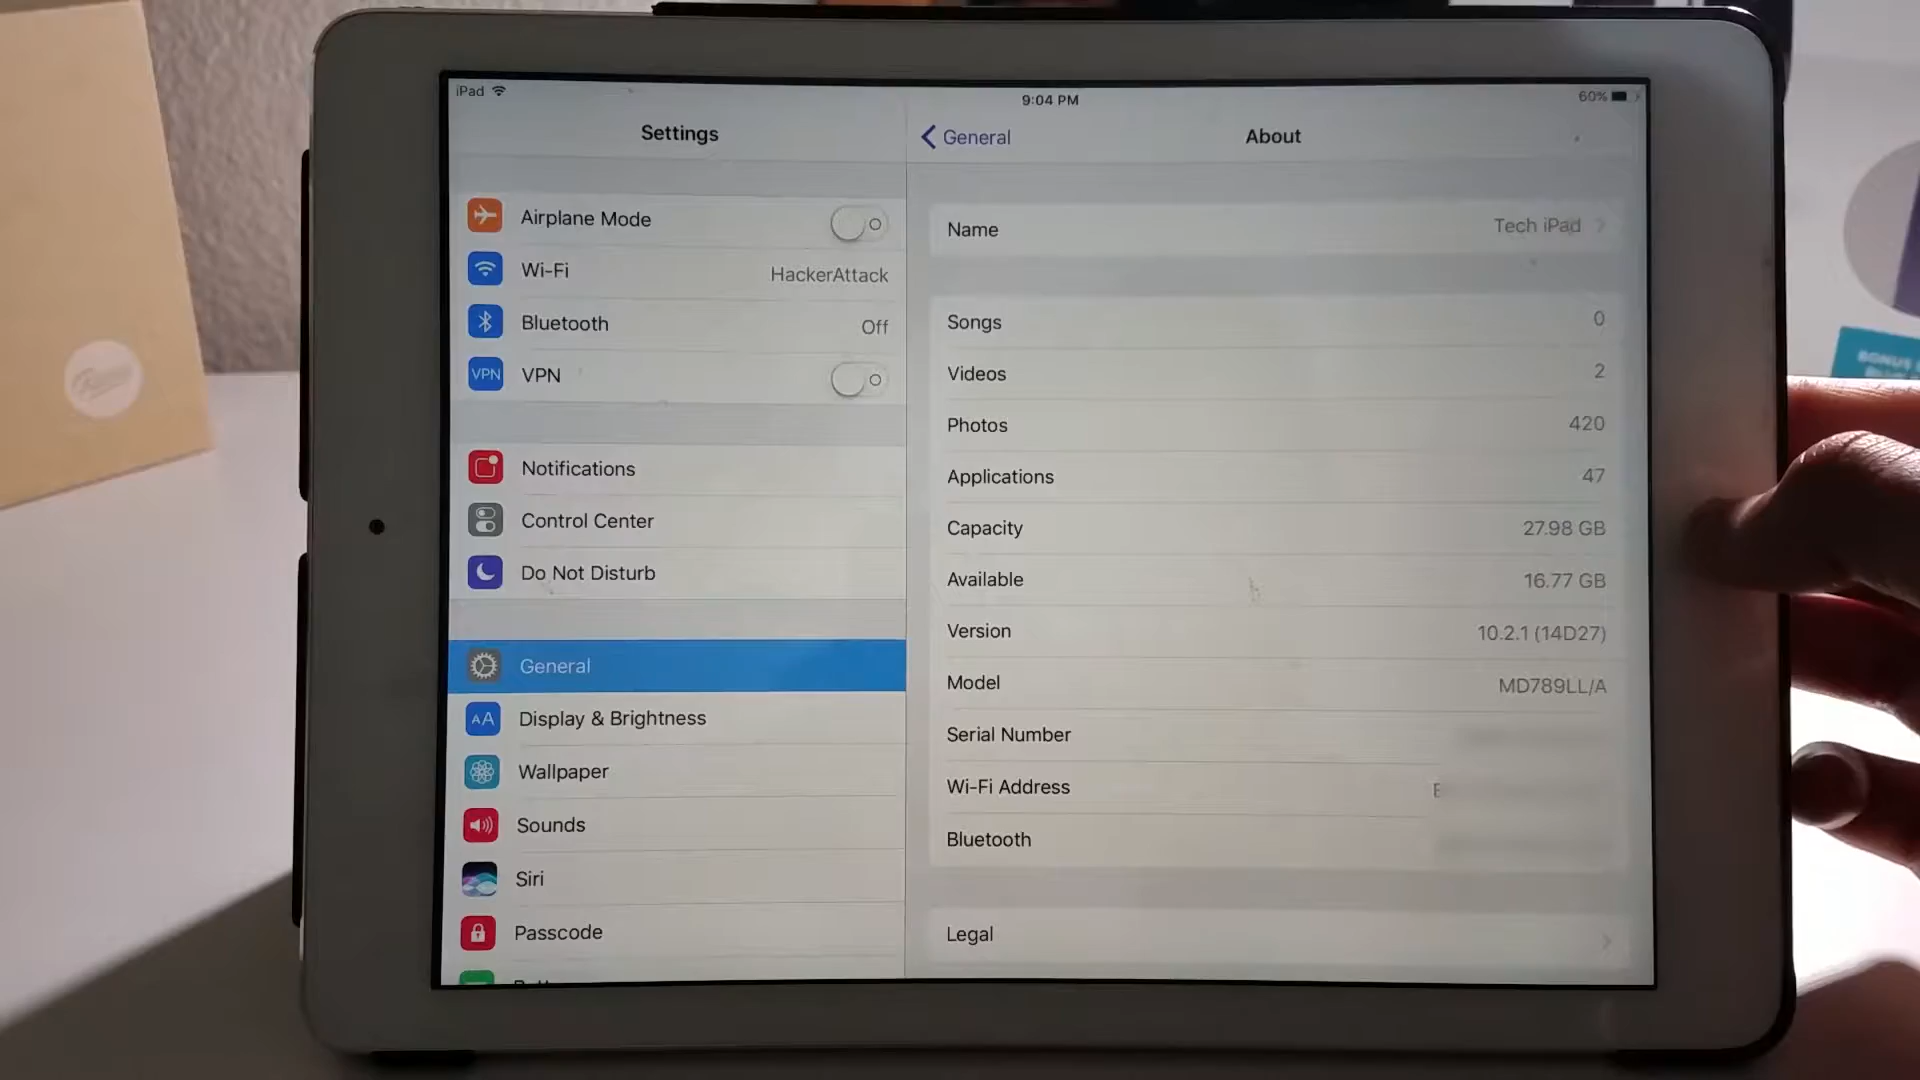 iPad
9:04 PM
60%
Settings
General
About
Airplane Mode
Wi-Fi
HackerAttack
Bluetooth
Off
VPN
VPN
Notifications
Control Center
Do Not Disturb
General
AA
Display & Brightness
Wallpaper
Sounds
Siri
Passcode
Name
Tech iPad
Songs
0
Videos
2
Photos
420
Applications
47
Capacity
27.98 GB
Available
16.77 GB
Version
10.2.1 (14D27)
Model
MD789LL/A
Serial Number
Wi-Fi Address
Bluetooth
Legal
BONUS